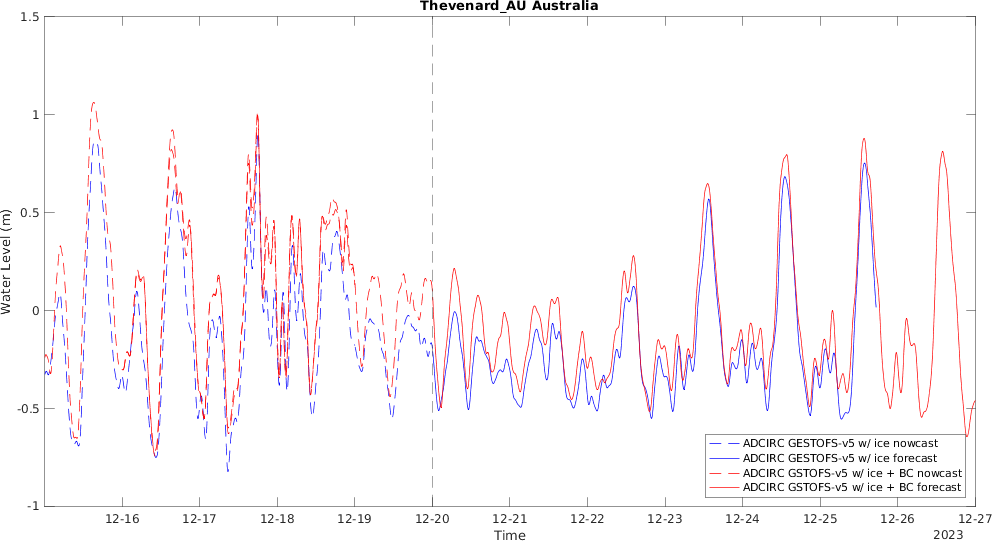 Thevenard_AU Australia
1.5
1
0.5
0
-0.5
-1
Water Level (m)
12-16
12-17
12-18
12-19
12-20
12-21
12-22
12-23
12-24
12-25
12-26
12-27
Time
2023
ADCIRC GESTOFS-v5 w/ ice nowcast
ADCIRC GESTOFS-v5 w/ ice forecast
ADCIRC GSTOFS-v5 w/ ice + BC nowcast
ADCIRC GSTOFS-v5 w/ ice + BC forecast